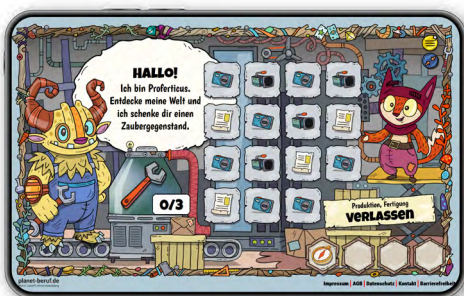 HALLO!
Ich bin Proferticus.
Entdecke meine Welt und
ich schenke dir einen
Zaubergegenstand.
0/3
Produktion, Fertigung
VERLASSEN
planet-beruf.de
Impressum | AGB | Datenschutz | Kontakt | Barrierefreiheit